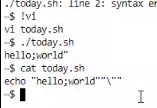 ./today.sh: line 2: syntax er
~$ !vi
vi today.sh
~$ ./today.sh
hello;world"
~$ cat today.sh
echo "hello;world""\""
~$